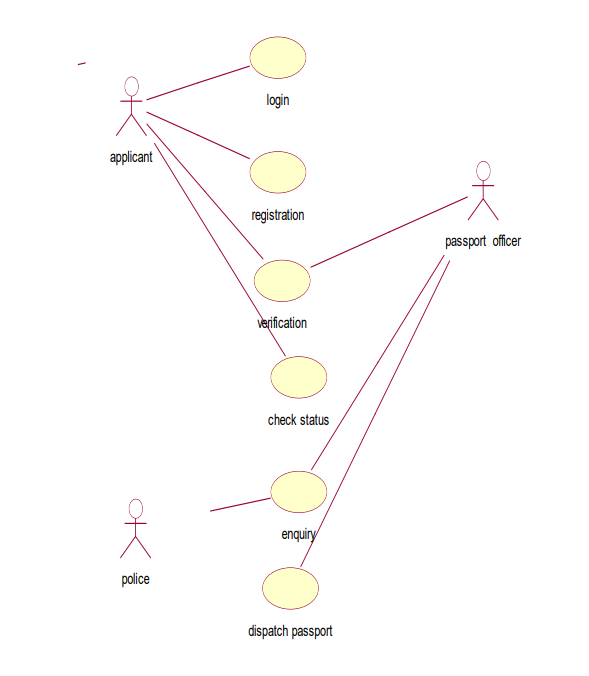 login
applicant
registration
passport officer
verification
check status
enquiry
police
dispatch passport